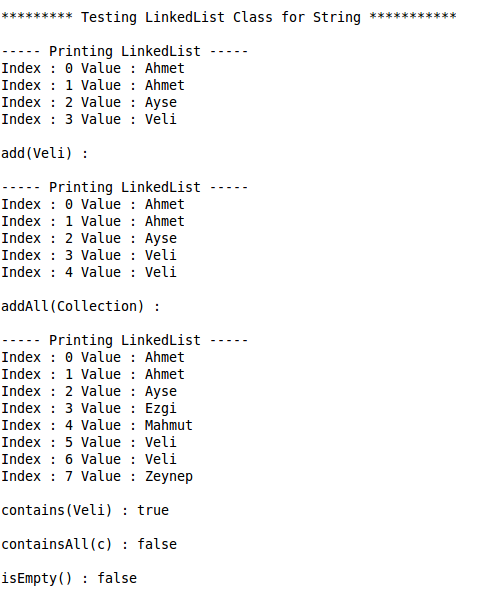 ********* Testing LinkedList Class for String ***********
----- Printing LinkedList -----
Index : 0 Value : Ahmet
Index : 1 Value : Ahmet
Index : 2 Value : Ayse
Index : 3 Value : Veli
add(Veli) :
----- Printing LinkedList -----
Index : 0 Value : Ahmet
Index : 1 Value : Ahmet
Index : 2 Value : Ayse
Index : 3 Value : Veli
Index : 4 Value : Veli
addAll(Collection) :
----- Printing LinkedList -----
Index : 0 Value : Ahmet
Index : 1 Value : Ahmet
Index : 2 Value : Ayse
Index : 3 Value : Ezgi
Index : 4 Value : Mahmut
Index : 5 Value : Veli
Index : 6 Value : Veli
Index : 7 Value : Zeynep
contains(Veli) : true
containsAll(c) : false
isEmpty() : false